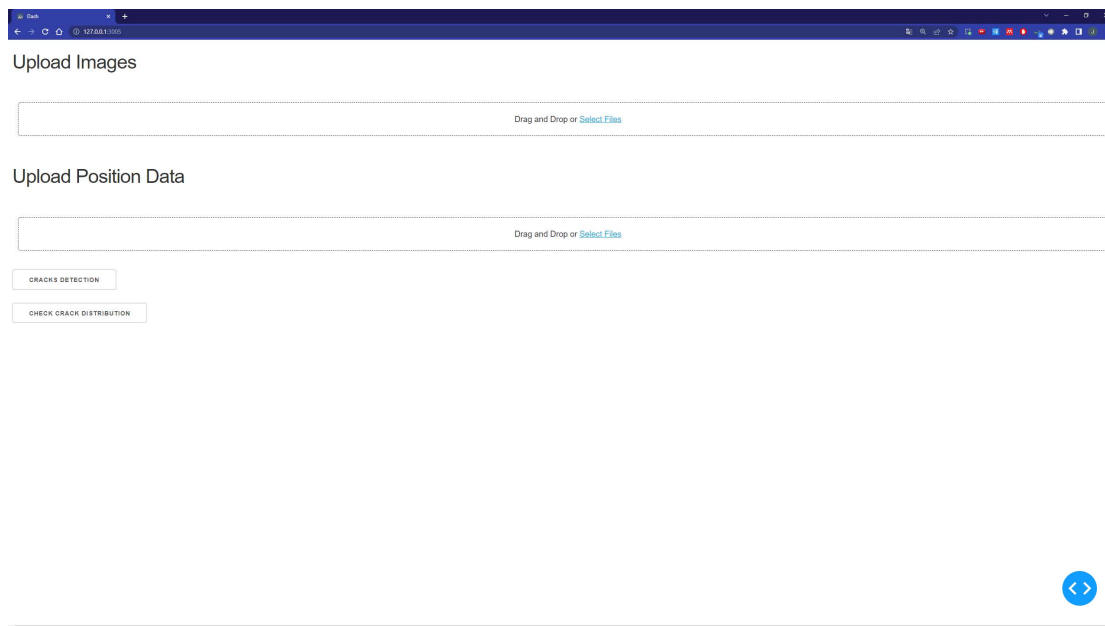 Dash
127.0.0.1:3005
Upload Images
Drag and Drop or Select Files
Upload Position Data
Drag and Drop or Select Files
CRACKS DETECTION
CHECK CRACK DISTRIBUTION